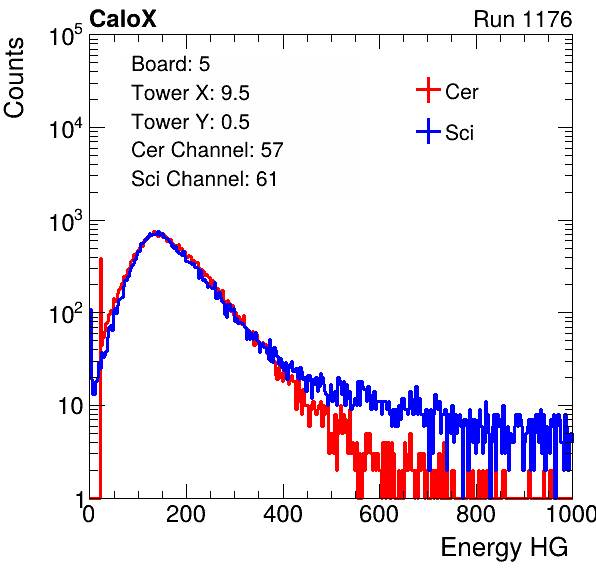 CaloX Run 1176
Counts
10^5
10^4
10^3
10^2
10
1
Board: 5
Tower X: 9.5
Tower Y: 0.5
Cer Channel: 57
Sci Channel: 61
Cer
Sci
0 200 400 600 800 1000
Energy HG